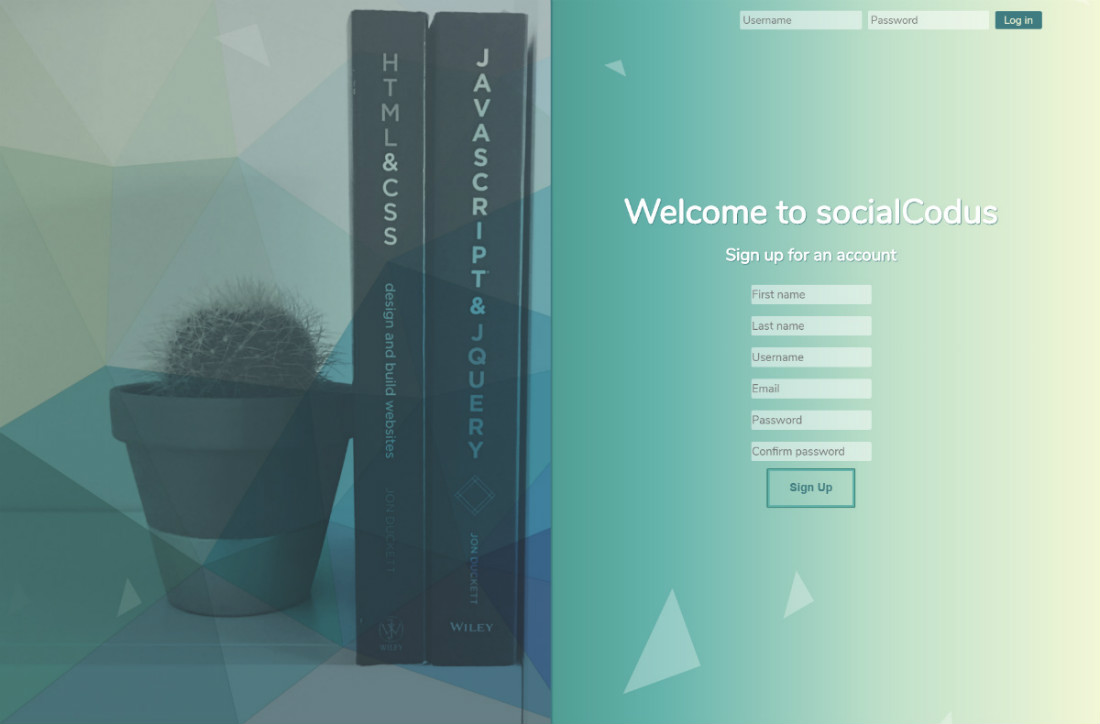 HTML&CSS
design and build websites
JON DUCKETT
WILEY
JAVASCRIPT&JQUERY
JON DUCKETT
WILEY
Username
Password
Log in
Welcome to socialCodus
Sign up for an account
First name
Last name
Username
Email
Password
Confirm password
Sign Up